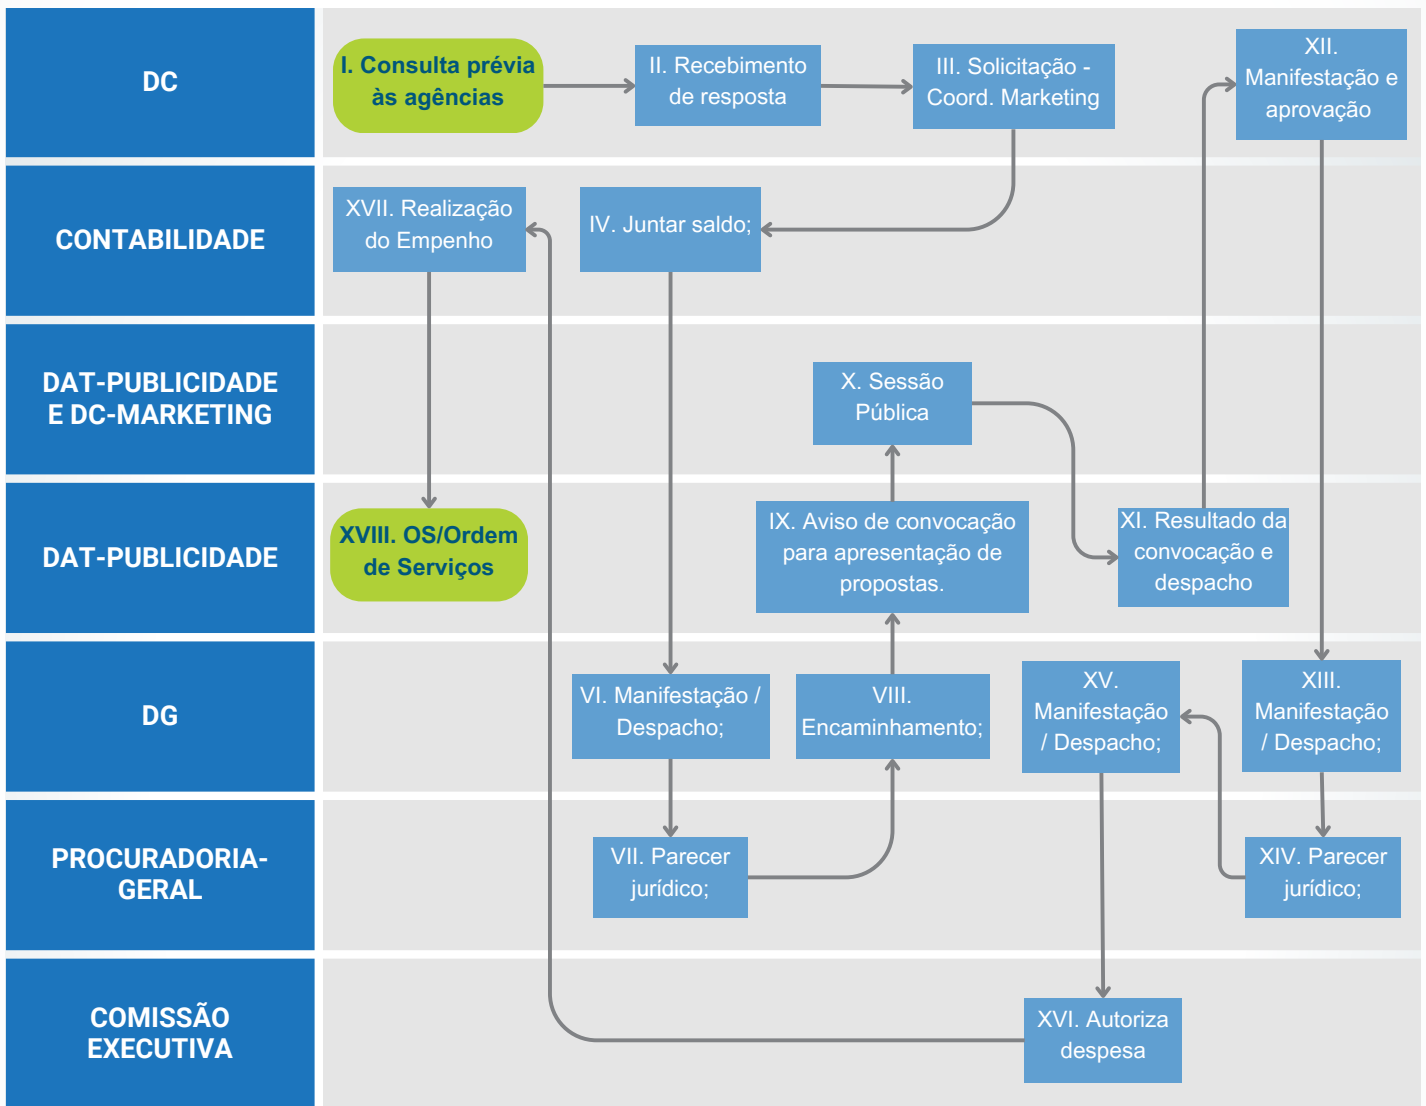 DC
I. Consulta prévia
às agências
II. Recebimento
de resposta
III. Solicitação -
Coord. Marketing
XII.
Manifestação e
aprovação
CONTABILIDADE
XVII. Realização
do Empenho
IV. Juntar saldo;
DAT-PUBLICIDADE
E DC-MARKETING
X. Sessão
Pública
DAT-PUBLICIDADE
XVIII. OS/Ordem
de Serviços
IX. Aviso de convocação
para apresentação de
propostas.
XI. Resultado da
convocação e
despacho
DG
VI. Manifestação /
Despacho;
VIII.
Encaminhamento;
XV.
Manifestação
/ Despacho;
XIII.
Manifestação
/ Despacho;
PROCURADORIA-
GERAL
VII. Parecer
jurídico;
XIV. Parecer
jurídico;
COMISSÃO
EXECUTIVA
XVI. Autoriza
despesa